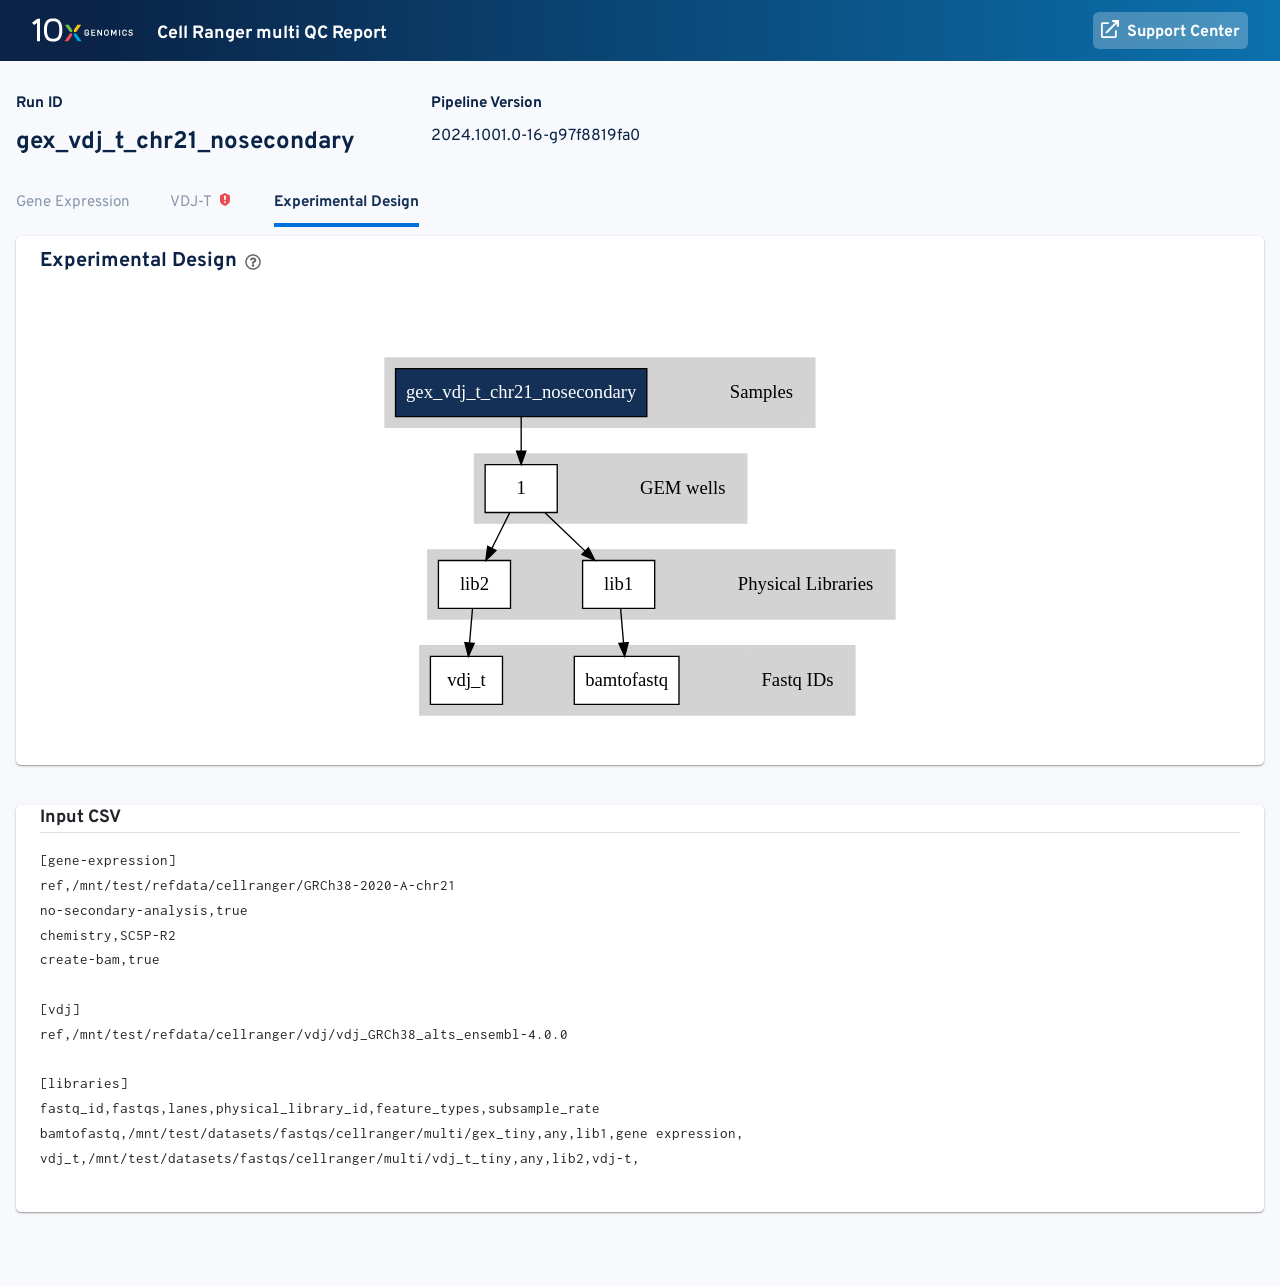 10x GENOMICS Cell Ranger multi QC Report Support Center
Run ID Pipeline Version
gex_vdj_t_chr21_nosecondary 2024.1001.0-16-g97f8819fa0
Gene Expression VDJ-T Experimental Design
Experimental Design
gex_vdj_t_chr21_nosecondary Samples
1 GEM wells
lib2 lib1 Physical Libraries
vdj_t bamtofastq Fastq IDs
Input CSV
[gene-expression]
ref,/mnt/test/refdata/cellranger/GRCh38-2020-A-chr21
no-secondary-analysis,true
chemistry,SC5P-R2
create-bam,true
[vdj]
ref,/mnt/test/refdata/cellranger/vdj/vdj_GRCh38_alts_ensembl-4.0.0
[libraries]
fastq_id,fastqs,lanes,physical_library_id,feature_types,subsample_rate
bamtofastq,/mnt/test/datasets/fastqs/cellranger/multi/gex_tiny,any,lib1,gene expression,
vdj_t,/mnt/test/datasets/fastqs/cellranger/multi/vdj_t_tiny,any,lib2,vdj-t,